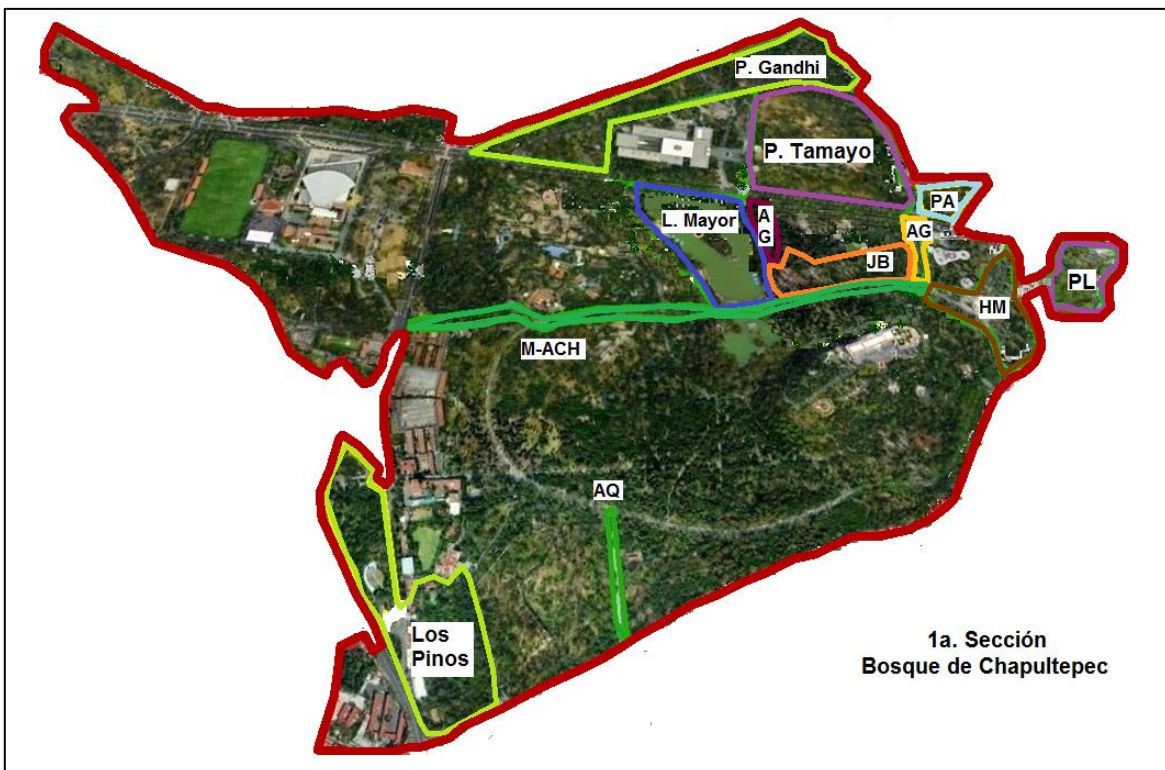 P. Gandhi
P. Tamayo
PA
L. Mayor
A
G
AG
JB
PL
HM
M-ACH
AQ
Los
Pinos
1a. Sección
Bosque de Chapultepec